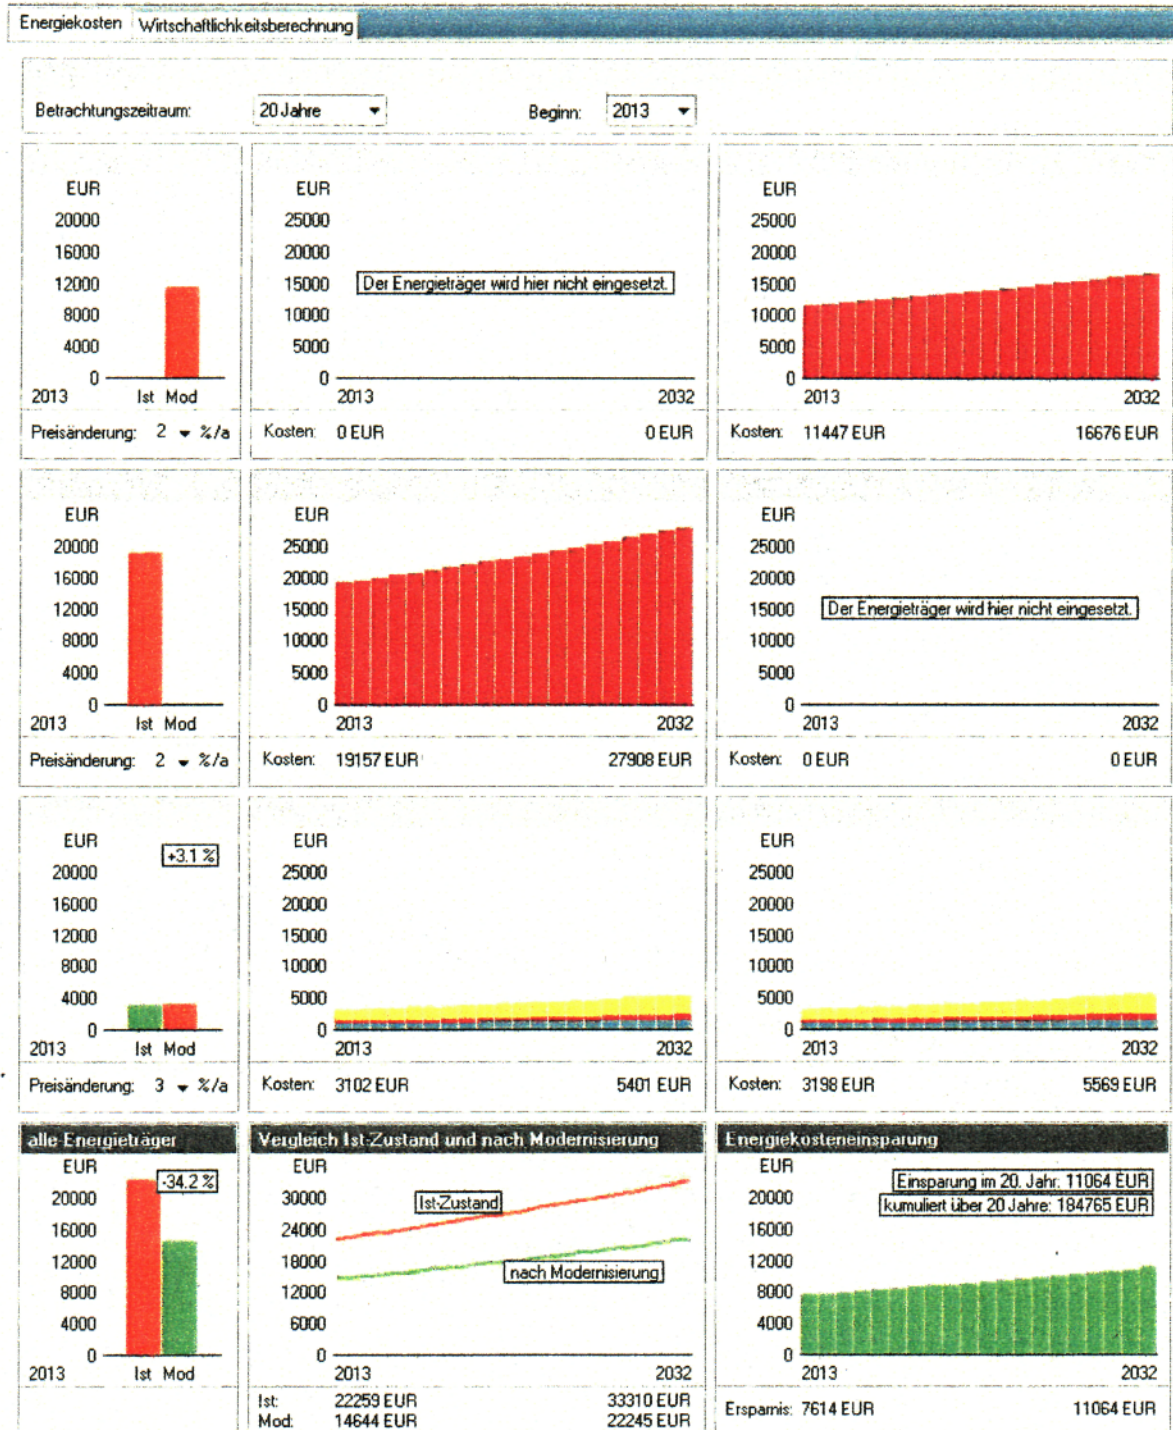 Energiekosten Wirtschaftlichkeitsberechnung
Betrachtungszeitraum: 20 Jahre Beginn: 2013
EUR
20000
16000
12000
8000
4000
0
2013 Ist Mod
Preisänderung: 2 %/a
EUR
25000
20000
15000
10000
5000
0
Der Energieträger wird hier nicht eingesetzt.
2013 2032
Kosten: 0 EUR 0 EUR
EUR
25000
20000
15000
10000
5000
0
2013 2032
Kosten: 11447 EUR 16676 EUR
EUR
20000
16000
12000
8000
4000
0
2013 Ist Mod
Preisänderung: 2 %/a
EUR
25000
20000
15000
10000
5000
0
2013 2032
Kosten: 19157 EUR 27908 EUR
EUR
25000
20000
15000
10000
5000
0
Der Energieträger wird hier nicht eingesetzt.
2013 2032
Kosten: 0 EUR 0 EUR
EUR
+3.1 %
20000
16000
12000
8000
4000
0
2013 Ist Mod
Preisänderung: 3 %/a
EUR
25000
20000
15000
10000
5000
0
2013 2032
Kosten: 3102 EUR 5401 EUR
EUR
25000
20000
15000
10000
5000
0
2013 2032
Kosten: 3198 EUR 5569 EUR
alle Energieträger
EUR
-34.2 %
20000
16000
12000
8000
4000
0
2013 Ist Mod
Vergleich Ist-Zustand und nach Modernisierung
EUR
30000
24000
18000
12000
6000
0
Ist-Zustand
nach Modernisierung
2013 2032
Ist: 22259 EUR 33310 EUR
Mod: 14644 EUR 22245 EUR
Energiekosteneinsparung
EUR
Einsparung im 20. Jahr: 11064 EUR
kumuliert über 20 Jahre: 184765 EUR
20000
16000
12000
8000
4000
0
2013 2032
Ersparnis: 7614 EUR 11064 EUR